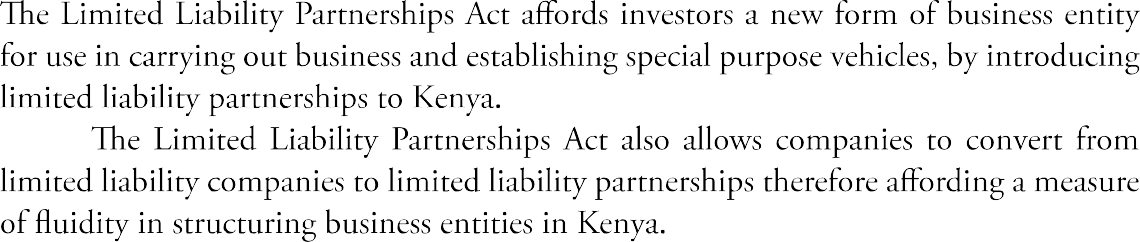 The Limited Liability Partnerships Act affords investors a new form of business entity
for use in carrying out business and establishing special purpose vehicles, by introducing
limited liability partnerships to Kenya.
The Limited Liability Partnerships Act also allows companies to convert from
limited liability companies to limited liability partnerships therefore affording a measure
of fluidity in structuring business entities in Kenya.